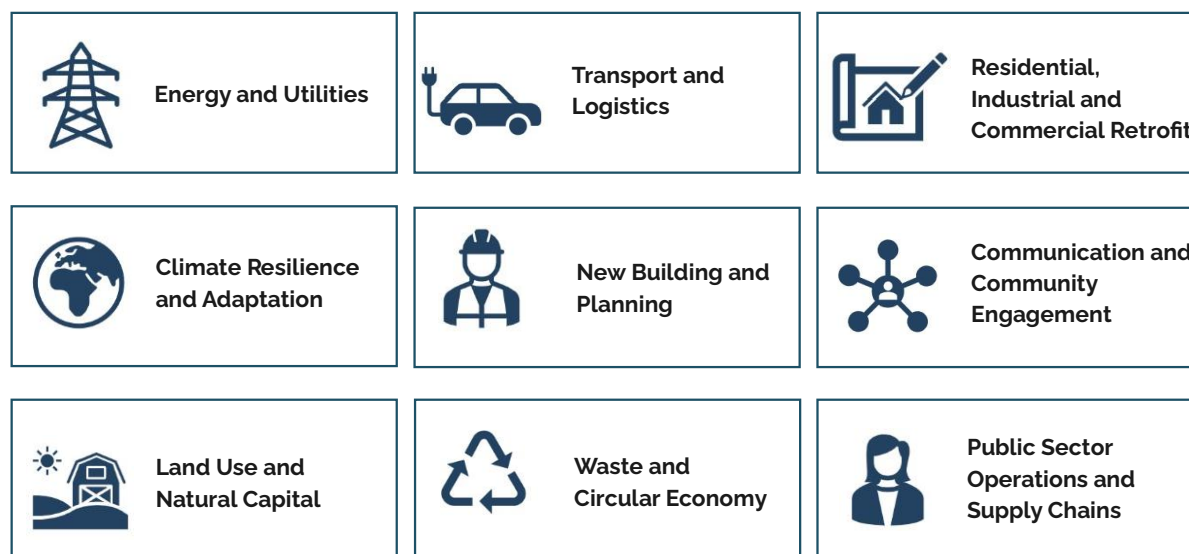 Energy and Utilities
Transport and
Logistics
Residential,
Industrial and
Commercial Retrofit
Climate Resilience
and Adaptation
New Building and
Planning
Communication and
Community
Engagement
Land Use and
Natural Capital
Waste and
Circular Economy
Public Sector
Operations and
Supply Chains